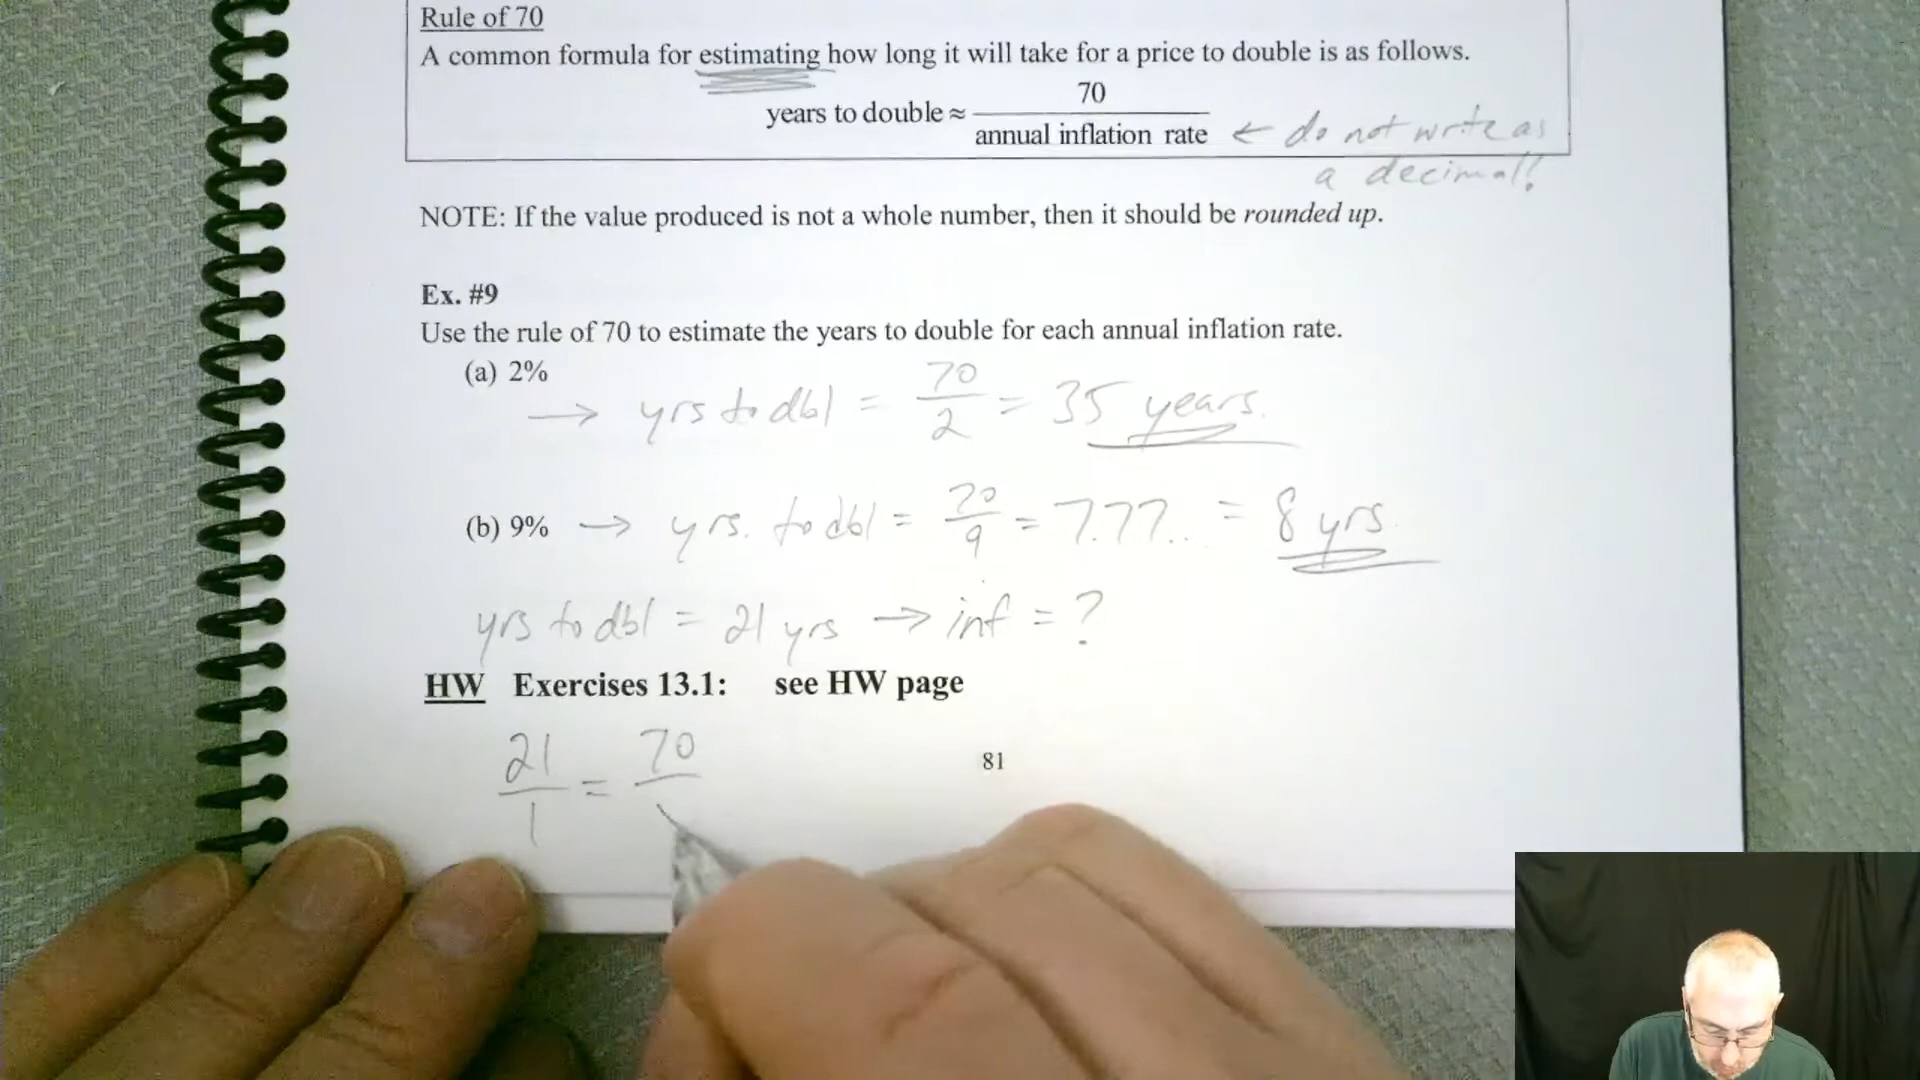 Rule of 70
A common formula for estimating how long it will take for a price to double is as follows.
years to double ≈ 70 / annual inflation rate ← do not write as
a decimal!
NOTE: If the value produced is not a whole number, then it should be rounded up.
Ex. #9
Use the rule of 70 to estimate the years to double for each annual inflation rate.
(a) 2%
→ yrs to dbl = 70/2 = 35 years.
(b) 9% → yrs. to dbl = 70/9 = 7.77.. = 8 yrs
yrs to dbl = 21 yrs → inf = ?
HW Exercises 13.1: see HW page
21/1 = 70/
81